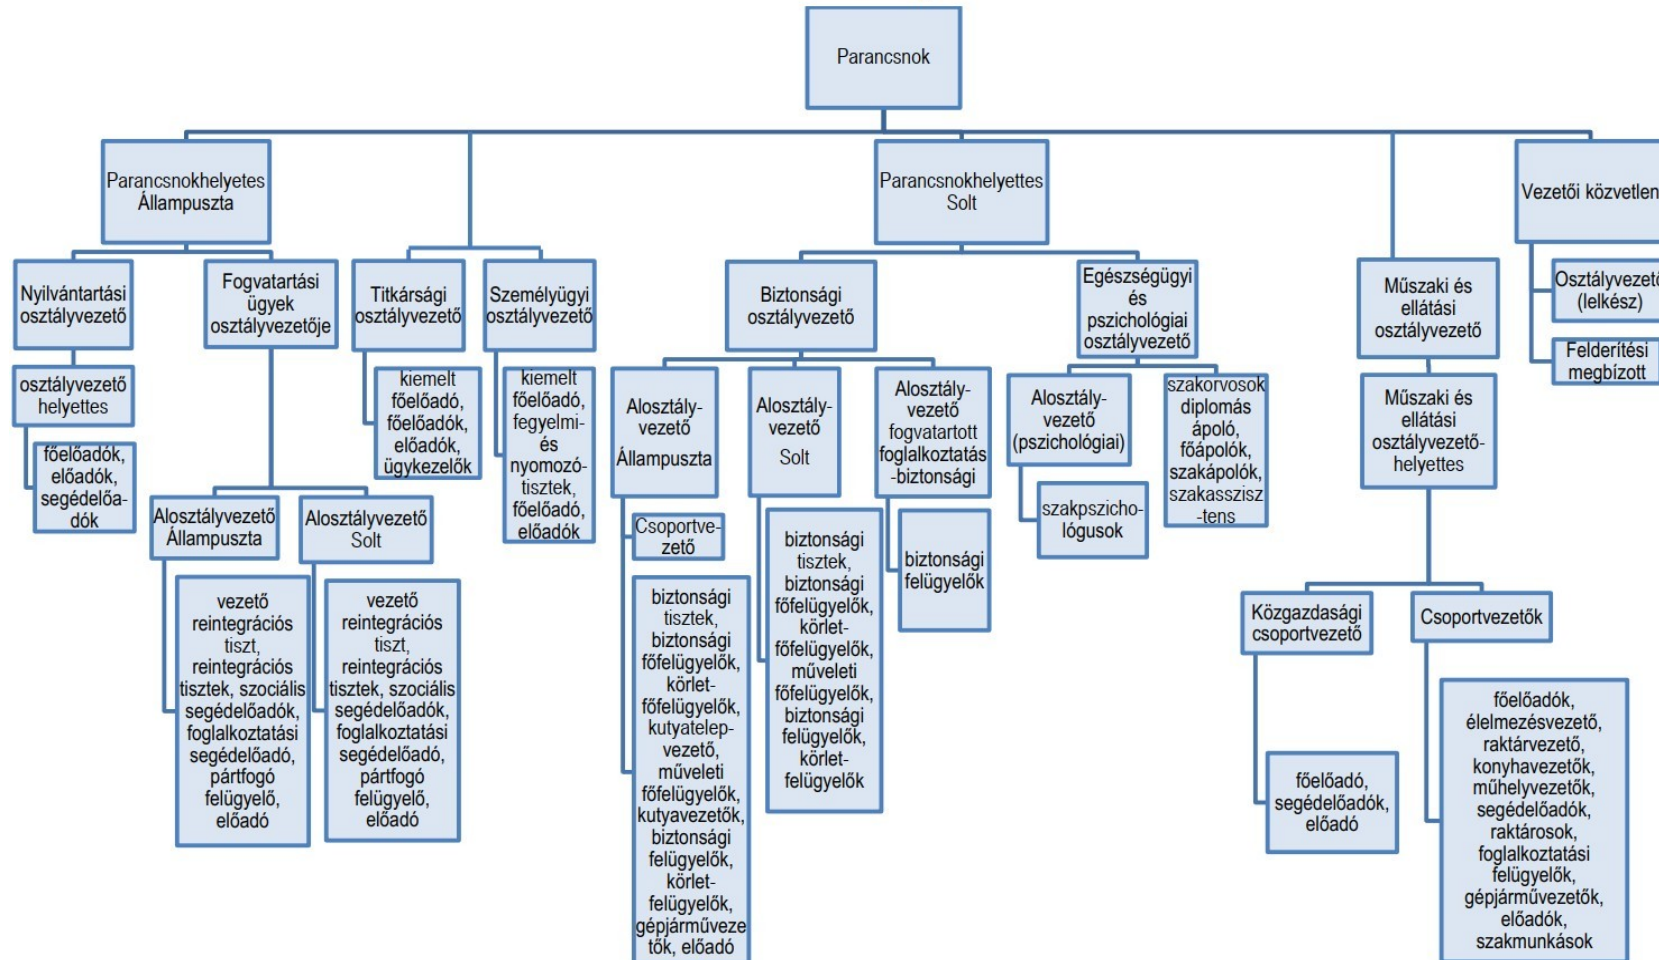 Parancsnok
Parancsnokhelyetes
Állampuszta
Parancsnokhelyettes
Solt
Vezetői közvetlen
Nyilvántartási
osztályvezető
osztályvezető
helyettes
főelőadók,
előadók,
segédelőa-
dók
Fogvatartási
ügyek
osztályvezetője
Alosztályvezető
Állampuszta
vezető
reintegrációs
tiszt,
reintegrációs
tisztek, szociális
segédelőadók,
foglalkoztatási
segédelőadó,
pártfogó
felügyelő,
előadó
Alosztályvezető
Solt
vezető
reintegrációs
tiszt,
reintegrációs
tisztek, szociális
segédelőadók,
foglalkoztatási
segédelőadó,
pártfogó
felügyelő,
előadó
Titkársági
osztályvezető
kiemelt
főelőadó,
főelőadók,
előadók,
ügykezelők
Személyügyi
osztályvezető
kiemelt
főelőadó,
fegyelmi-
és
nyomozó-
tisztek,
főelőadó,
előadók
Biztonsági
osztályvezető
Alosztály-
vezető
Állampuszta
Csoportve-
zető
biztonsági
tisztek,
biztonsági
főfelügyelők,
körlet-
főfelügyelők,
kutyatelep-
vezető,
műveleti
főfelügyelők,
kutyavezetők,
biztonsági
felügyelők,
körlet-
felügyelők,
gépjárműveze
tők, előadó
Alosztály-
vezető
Solt
biztonsági
tisztek,
biztonsági
főfelügyelők,
körlet-
főfelügyelők,
műveleti
főfelügyelők,
biztonsági
felügyelők,
körlet-
felügyelők
Alosztály-
vezető
fogvatartott
foglalkoztatás
-biztonsági
biztonsági
felügyelők
Egészségügyi
és
pszichológiai
osztályvezető
Alosztály-
vezető
(pszichológiai)
szakpszicho-
lógusok
szakorvosok
diplomás
ápoló,
főápolók,
szakápolók,
szakasszisz
-tens
Műszaki és
ellátási
osztályvezető
Műszaki és
ellátási
osztályvezető-
helyettes
Közgazdasági
csoportvezető
főelőadó,
segédelőadók,
előadó
Csoportvezetők
főelőadók,
élelmezésvezető,
raktárvezető,
konyhavezetők,
műhelyvezetők,
segédelőadók,
raktárosok,
foglalkoztatási
felügyelők,
gépjárművezetők,
előadók,
szakmunkások
Osztályvezető
(lelkész)
Felderítési
megbízott